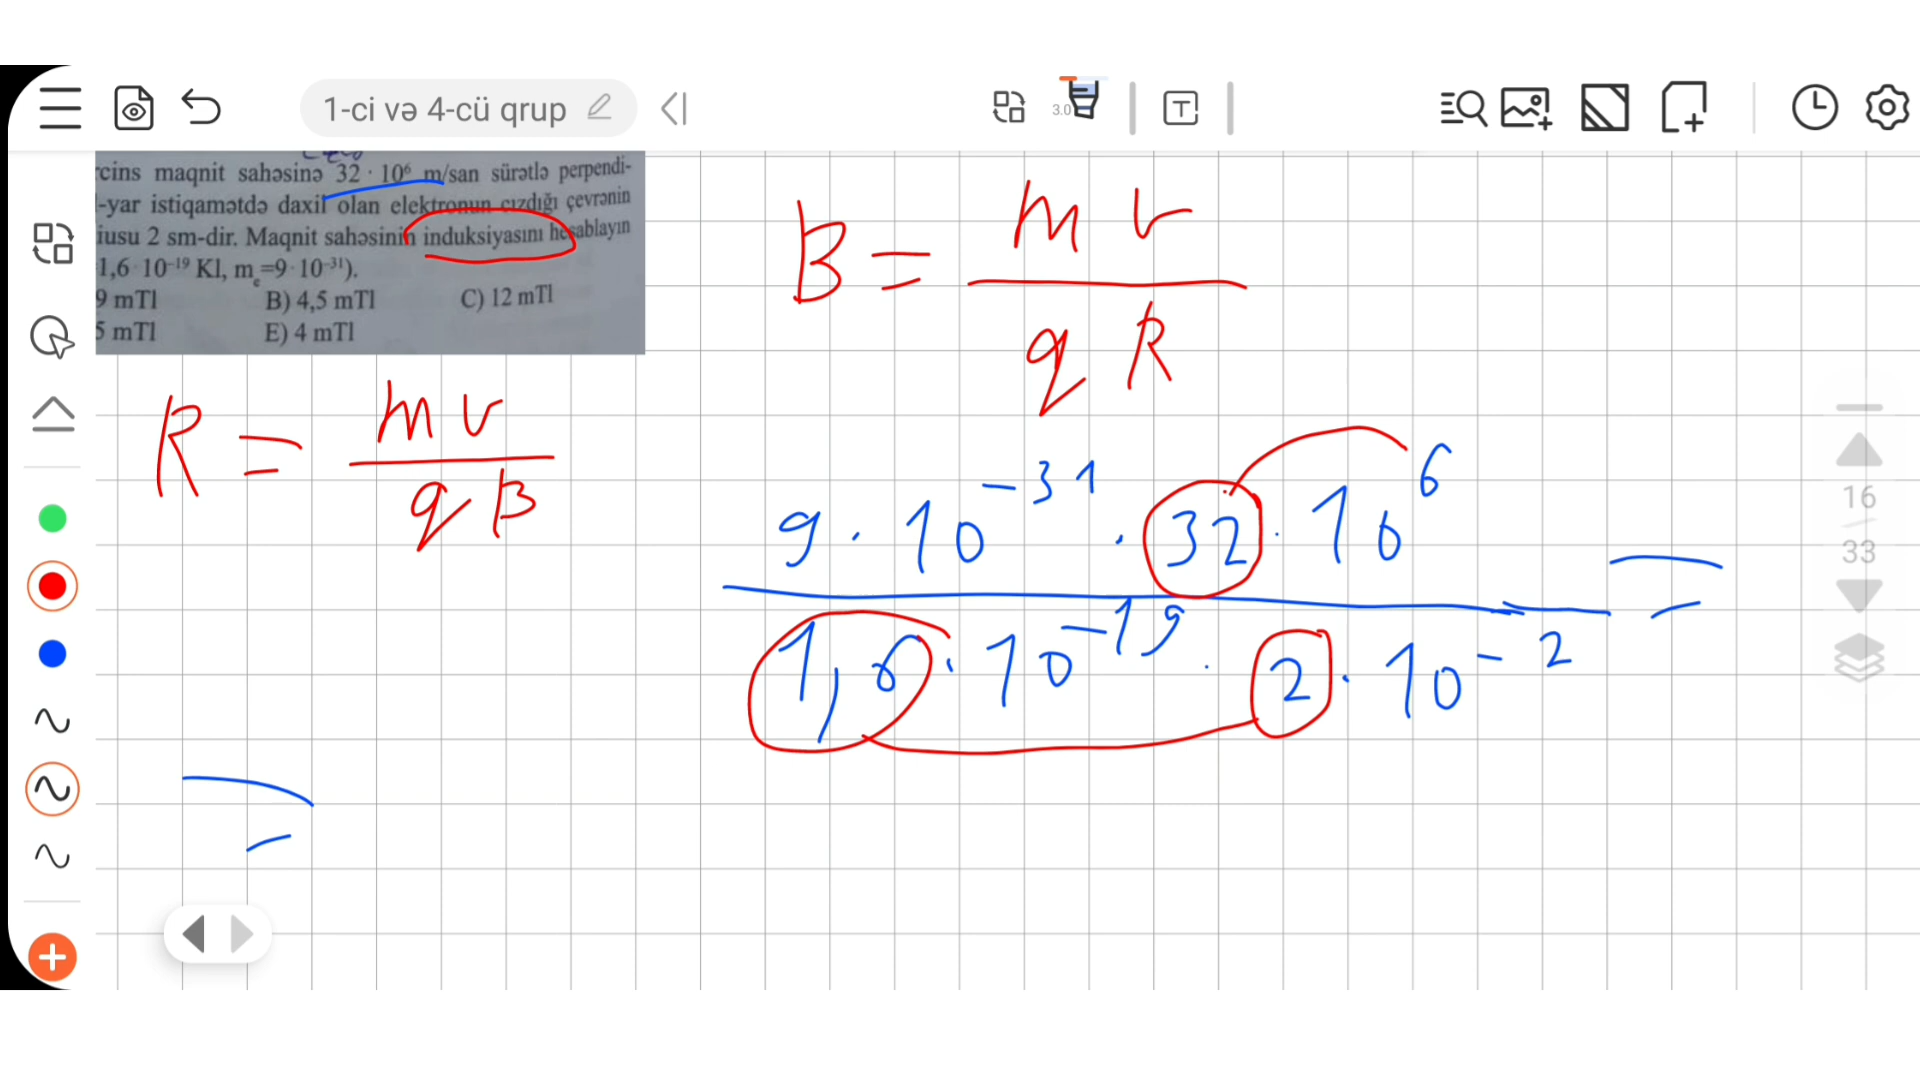 1-ci və 4-cü qrup
3.0
T
rcins maqnit sahəsinə 32 · 10⁶ m/san sürətlə perpendi-
-yar istiqamətdə daxil olan elektronun cızdığı çevrənin
iusu 2 sm-dir. Maqnit sahəsinin induksiyasını hesablayın
1,6 · 10⁻¹⁹ Kl, mₑ=9 · 10⁻³¹).
9 mTl B) 4,5 mTl C) 12 mTl
5 mTl E) 4 mTl
B = mv / qR
R = mv / qB
9 · 10⁻³¹ · 32 · 10⁶
1,6 · 10⁻¹⁹ · 2 · 10⁻² =
=
16
33